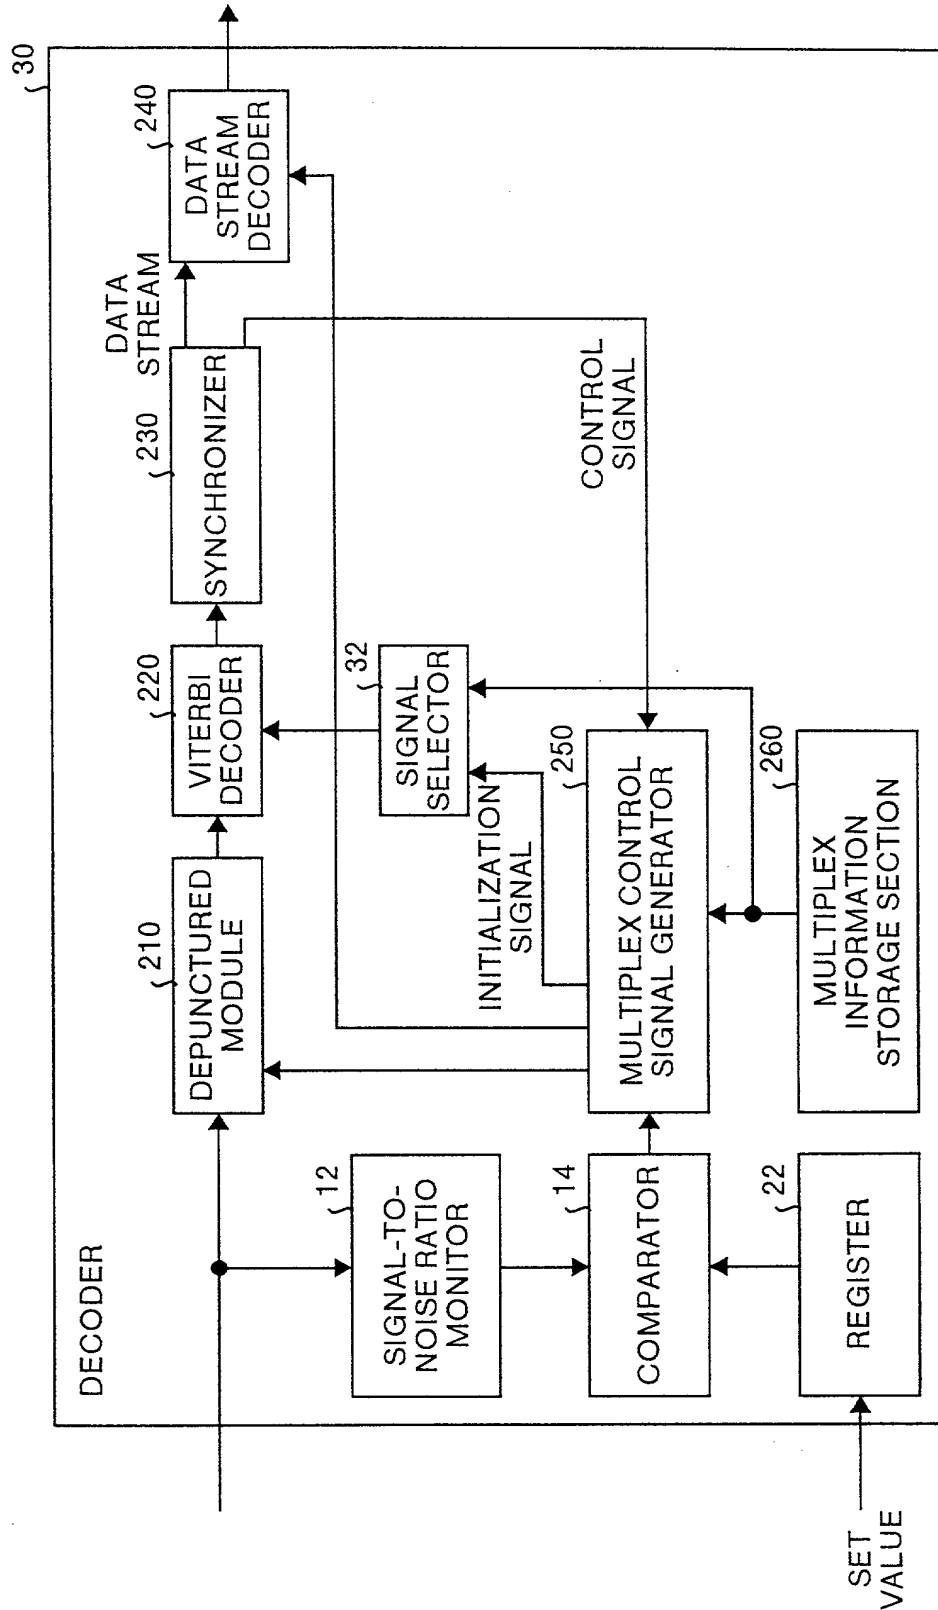 30
DECODER
210
DEPUNCTURED
MODULE
220
VITERBI
DECODER
230
SYNCHRONIZER
DATA
STREAM
240
DATA
STREAM
DECODER
12
SIGNAL-TO-
NOISE RATIO
MONITOR
INITIALIZATION
SIGNAL
32
SIGNAL
SELECTOR
CONTROL
SIGNAL
14
COMPARATOR
250
MULTIPLEX CONTROL
SIGNAL GENERATOR
SET
VALUE
22
REGISTER
260
MULTIPLEX
INFORMATION
STORAGE SECTION